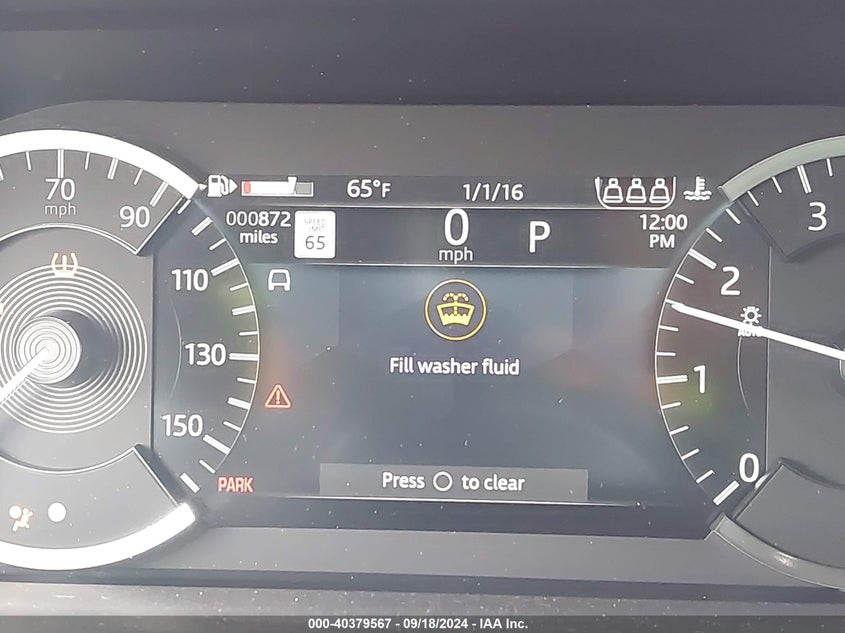 65°F
1/1/16
70
mph
90
000872
miles
SPEED
LIMIT
65
0
mph
P
12:00
PM
3
110
2
AUTO
130
Fill washer fluid
1
150
PARK
Press O to clear
0
000-40379567 - 09/18/2024 - IAA Inc.